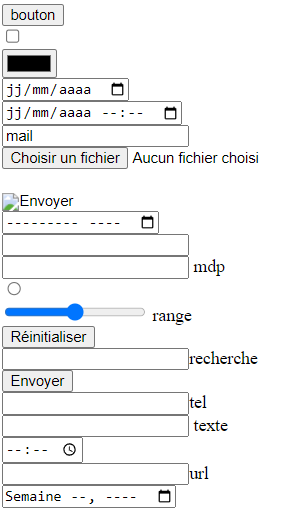 bouton
jj/mm/aaaa
jj/mm/aaaa --:--
mail
Choisir un fichier Aucun fichier choisi
Envoyer
--------- ----
mdp
range
Réinitialiser
recherche
Envoyer
tel
texte
--:--
url
Semaine --, ----